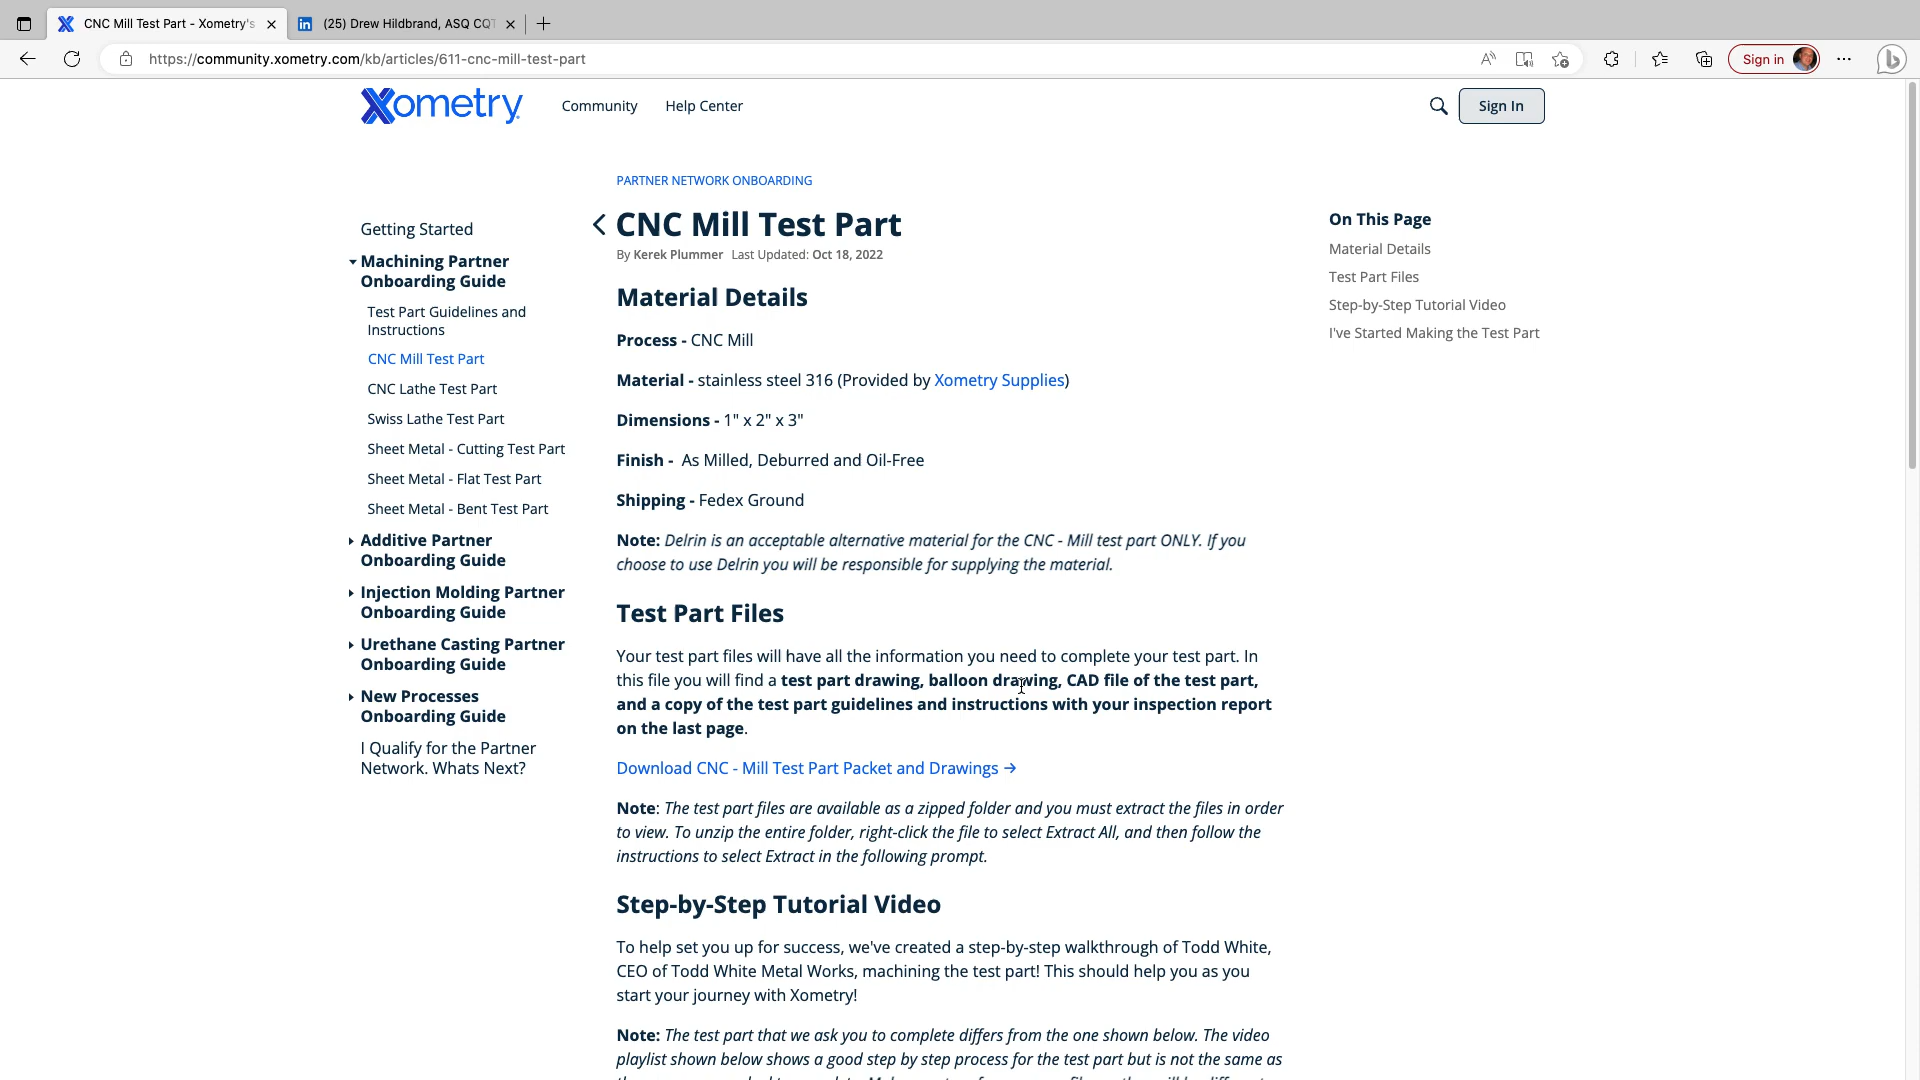 CNC Mill Test Part - Xometry's
(25) Drew Hildbrand, ASQ CQT
https://community.xometry.com/kb/articles/611-cnc-mill-test-part
Sign in
Xometry
Community
Help Center
Sign In
PARTNER NETWORK ONBOARDING
CNC Mill Test Part
By Kerek Plummer Last Updated: Oct 18, 2022
Getting Started
Machining Partner
Onboarding Guide
Test Part Guidelines and
Instructions
CNC Mill Test Part
CNC Lathe Test Part
Swiss Lathe Test Part
Sheet Metal - Cutting Test Part
Sheet Metal - Flat Test Part
Sheet Metal - Bent Test Part
Additive Partner
Onboarding Guide
Injection Molding Partner
Onboarding Guide
Urethane Casting Partner
Onboarding Guide
New Processes
Onboarding Guide
I Qualify for the Partner
Network. Whats Next?
Material Details
Process - CNC Mill
Material - stainless steel 316 (Provided by Xometry Supplies)
Dimensions - 1" x 2" x 3"
Finish - As Milled, Deburred and Oil-Free
Shipping - Fedex Ground
Note: Delrin is an acceptable alternative material for the CNC - Mill test part ONLY. If you
choose to use Delrin you will be responsible for supplying the material.
Test Part Files
Your test part files will have all the information you need to complete your test part. In
this file you will find a test part drawing, balloon drawing, CAD file of the test part,
and a copy of the test part guidelines and instructions with your inspection report
on the last page.
Download CNC - Mill Test Part Packet and Drawings →
Note: The test part files are available as a zipped folder and you must extract the files in order
to view. To unzip the entire folder, right-click the file to select Extract All, and then follow the
instructions to select Extract in the following prompt.
Step-by-Step Tutorial Video
To help set you up for success, we've created a step-by-step walkthrough of Todd White,
CEO of Todd White Metal Works, machining the test part! This should help you as you
start your journey with Xometry!
Note: The test part that we ask you to complete differs from the one shown below. The video
playlist shown below shows a good step by step process for the test part but is not the same as
On This Page
Material Details
Test Part Files
Step-by-Step Tutorial Video
I've Started Making the Test Part